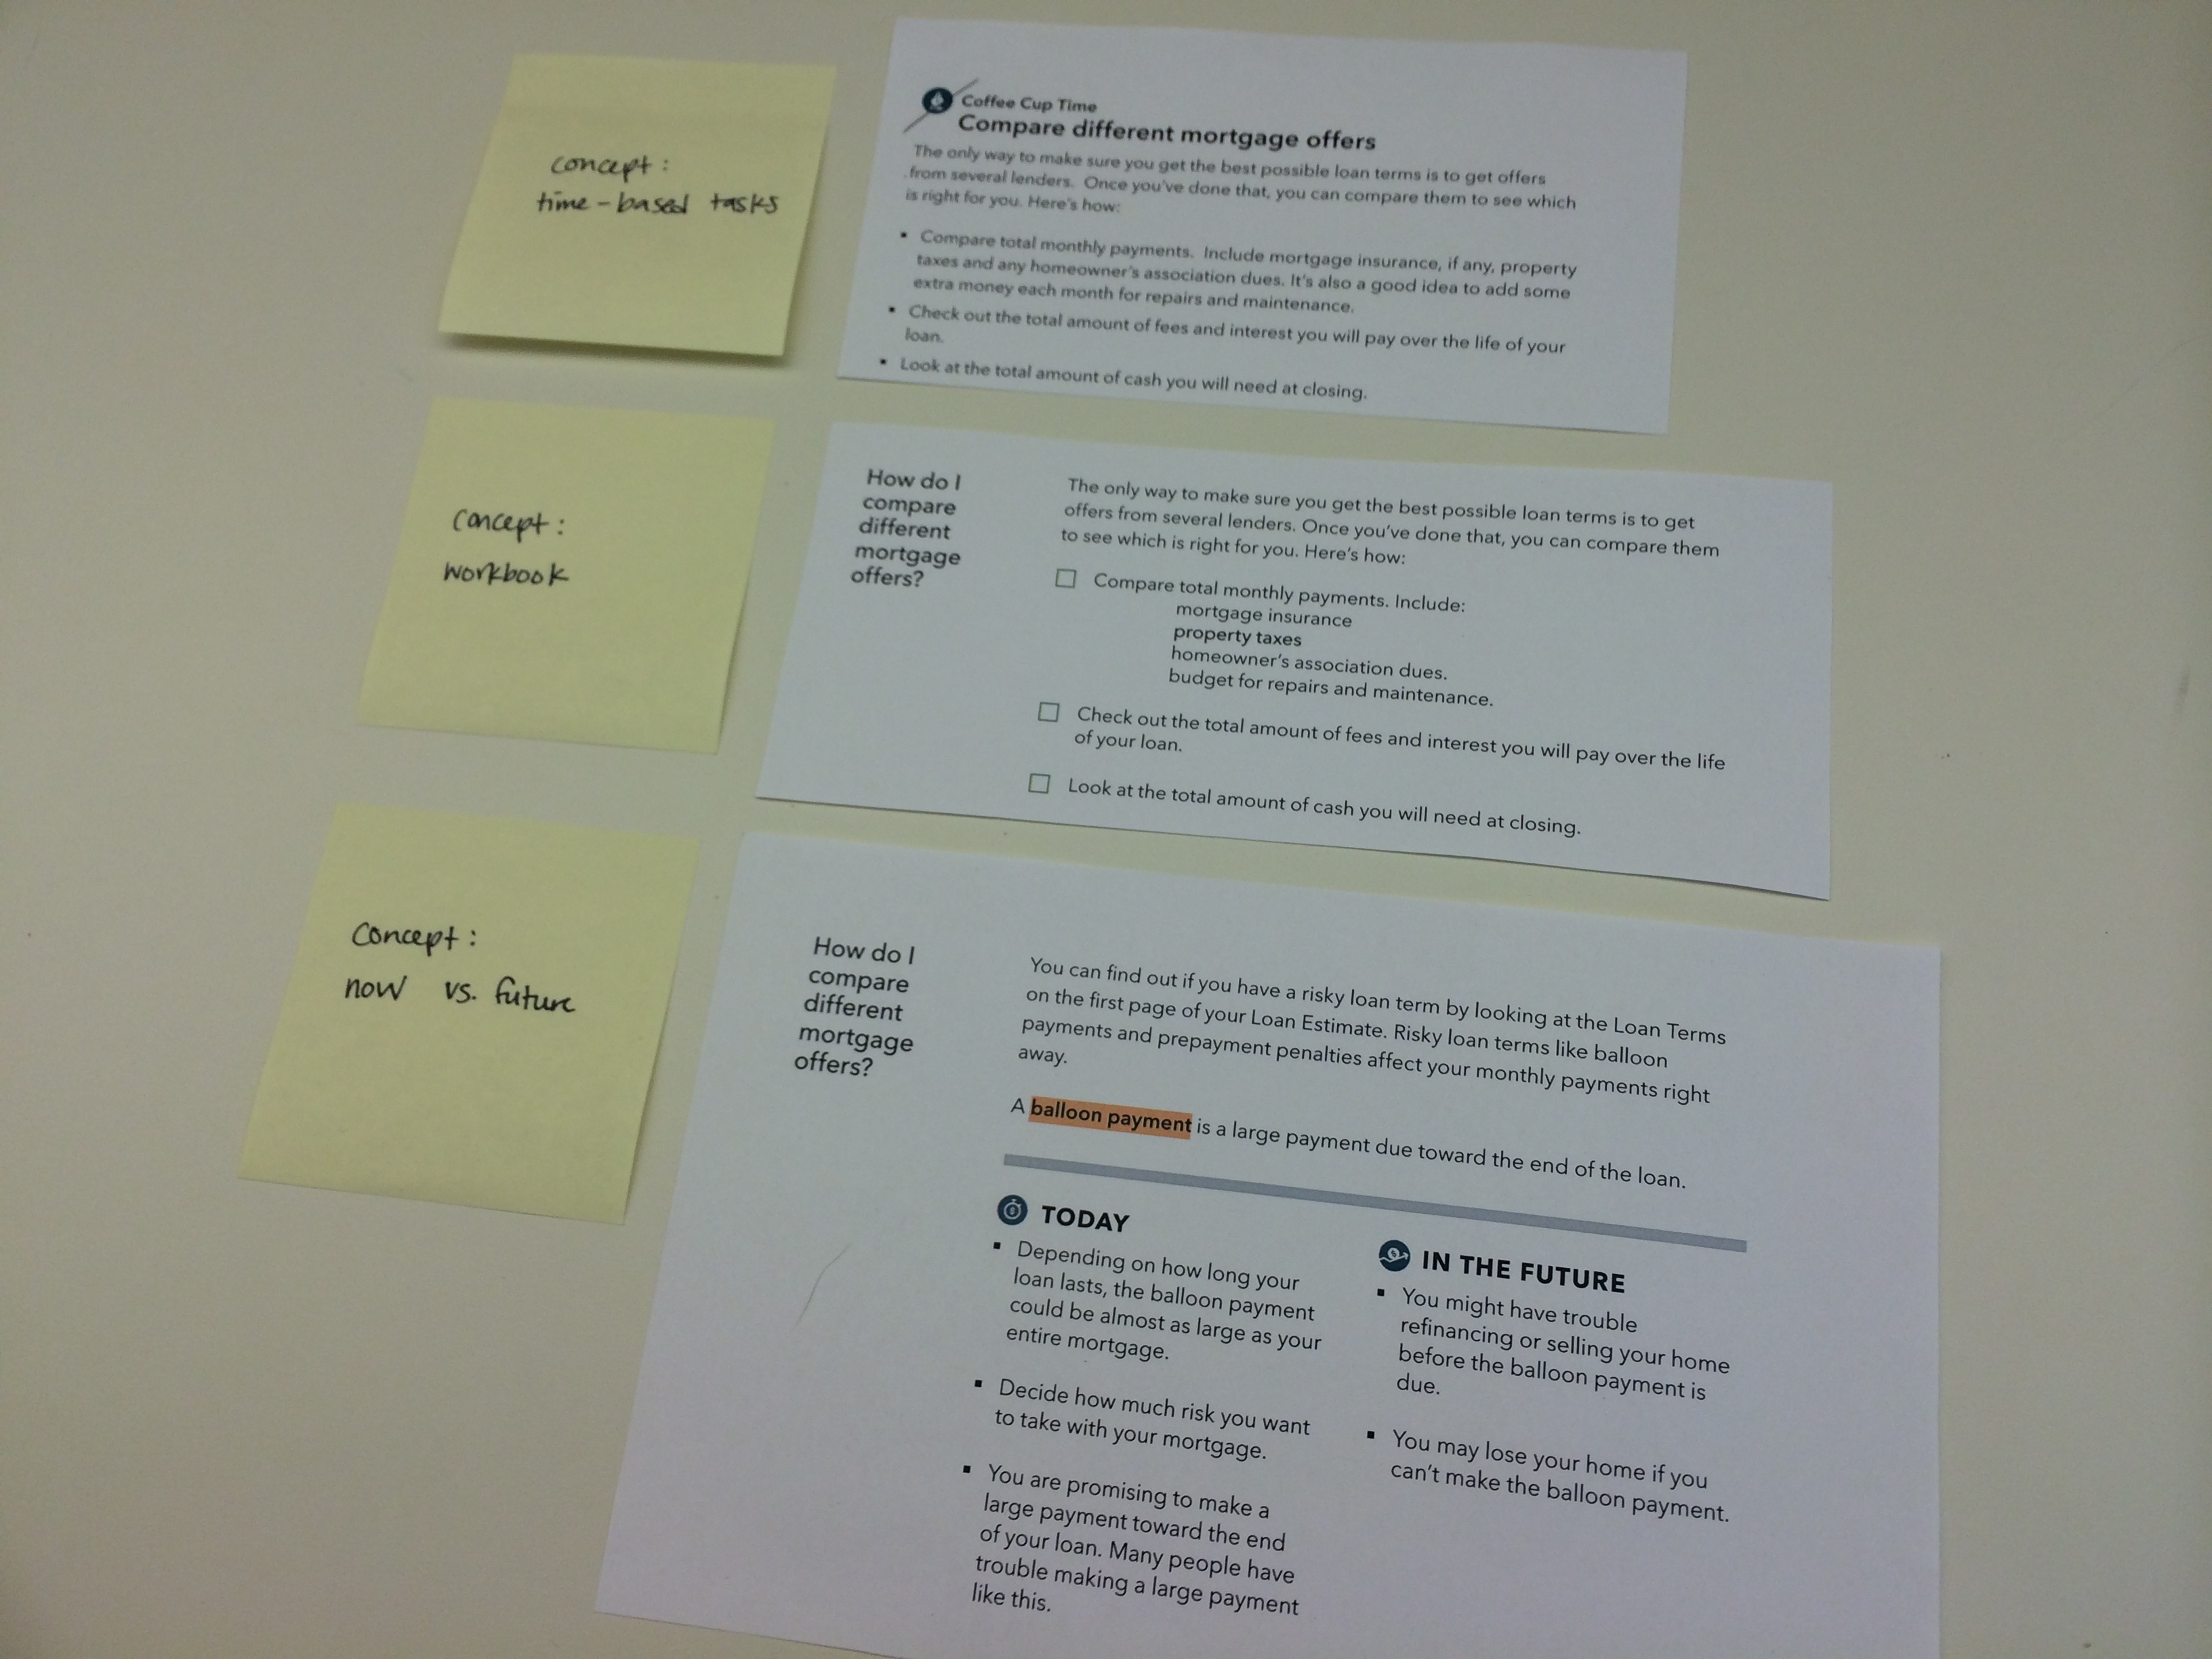 concept:
time-based tasks
Coffee Cup Time
Compare different mortgage offers
The only way to make sure you get the best possible loan terms is to get offers
from several lenders. Once you've done that, you can compare them to see which
is right for you. Here's how:
▪ Compare total monthly payments. Include mortgage insurance, if any, property
taxes and any homeowner's association dues. It's also a good idea to add some
extra money each month for repairs and maintenance.
▪ Check out the total amount of fees and interest you will pay over the life of your
loan.
▪ Look at the total amount of cash you will need at closing.
concept:
workbook
How do I
compare
different
mortgage
offers?
The only way to make sure you get the best possible loan terms is to get
offers from several lenders. Once you've done that, you can compare them
to see which is right for you. Here's how:
☐ Compare total monthly payments. Include:
mortgage insurance
property taxes
homeowner's association dues.
budget for repairs and maintenance.
☐ Check out the total amount of fees and interest you will pay over the life
of your loan.
☐ Look at the total amount of cash you will need at closing.
concept:
now vs. future
How do I
compare
different
mortgage
offers?
You can find out if you have a risky loan term by looking at the Loan Terms
on the first page of your Loan Estimate. Risky loan terms like balloon
payments and prepayment penalties affect your monthly payments right
away.
A balloon payment is a large payment due toward the end of the loan.
TODAY
▪ Depending on how long your
loan lasts, the balloon payment
could be almost as large as your
entire mortgage.
▪ Decide how much risk you want
to take with your mortgage.
▪ You are promising to make a
large payment toward the end
of your loan. Many people have
trouble making a large payment
like this.
IN THE FUTURE
▪ You might have trouble
refinancing or selling your home
before the balloon payment is
due.
▪ You may lose your home if you
can't make the balloon payment.